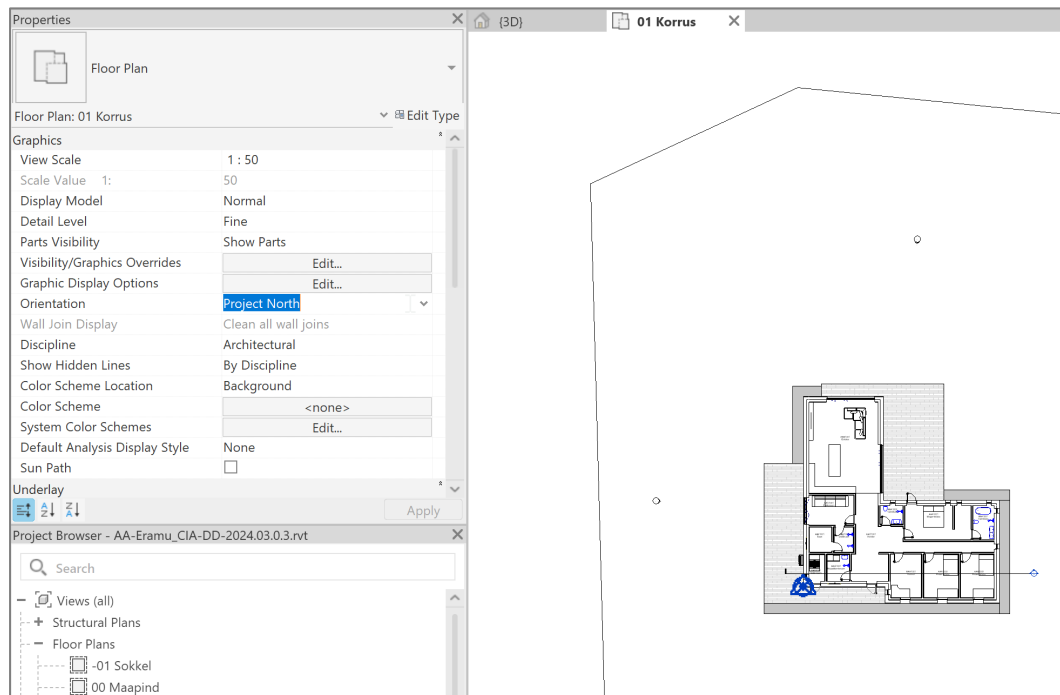 Properties
Floor Plan
Floor Plan: 01 Korrus
Edit Type
Graphics
View Scale 1 : 50
Scale Value 1: 50
Display Model Normal
Detail Level Fine
Parts Visibility Show Parts
Visibility/Graphics Overrides Edit...
Graphic Display Options Edit...
Orientation Project North
Wall Join Display Clean all wall joins
Discipline Architectural
Show Hidden Lines By Discipline
Color Scheme Location Background
Color Scheme <none>
System Color Schemes Edit...
Default Analysis Display Style None
Sun Path
Underlay
Apply
Project Browser - AA-Eramu_CIA-DD-2024.03.0.3.rvt
Search
Views (all)
Structural Plans
Floor Plans
-01 Sokkel
00 Maapind
{3D}
01 Korrus